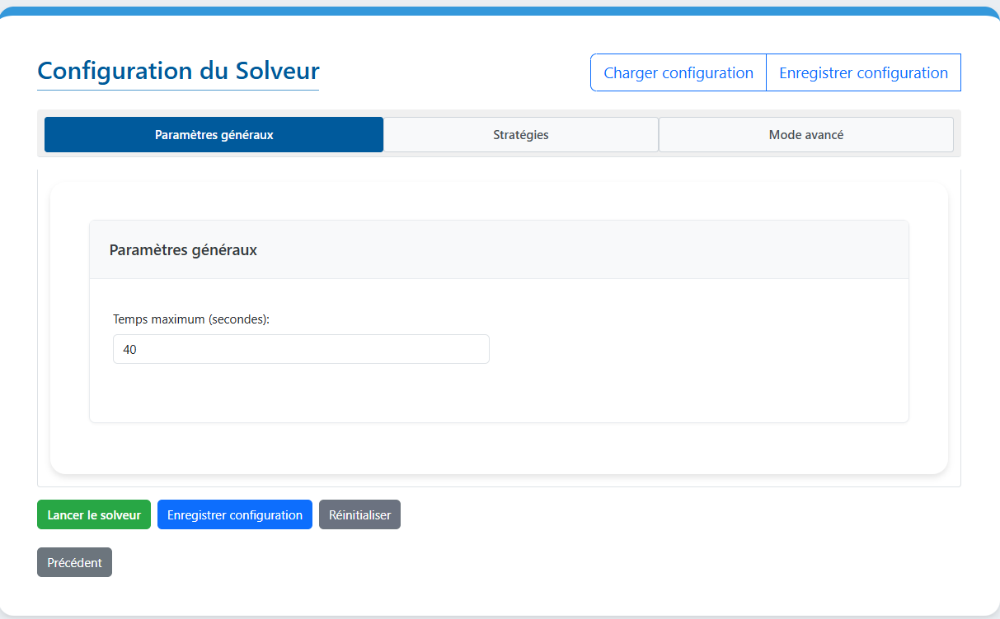 Configuration du Solveur
Charger configuration
Enregistrer configuration
Paramètres généraux
Stratégies
Mode avancé
Paramètres généraux
Temps maximum (secondes):
40
Lancer le solveur
Enregistrer configuration
Réinitialiser
Précédent